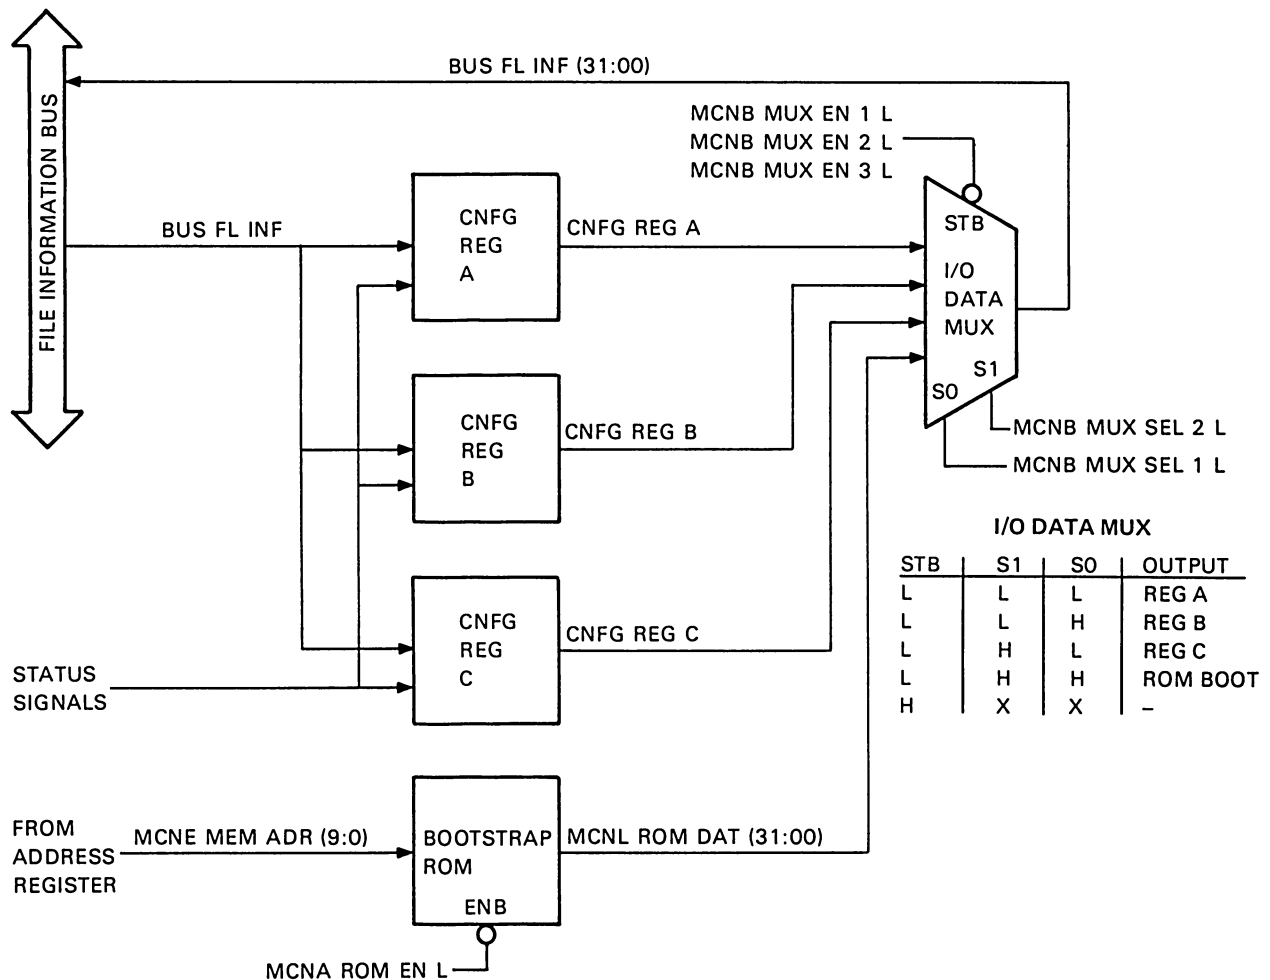 BUS FL INF (31:00)
FILE INFORMATION BUS
MCNB MUX EN 1 L
MCNB MUX EN 2 L
MCNB MUX EN 3 L
BUS FL INF
CNFG
REG
A
CNFG REG A
STB
I/O
DATA
MUX
S1
S0
CNFG
REG
B
CNFG REG B
MCNB MUX SEL 2 L
MCNB MUX SEL 1 L
I/O DATA MUX
STB S1 S0 OUTPUT
L L L REG A
L L H REG B
L H L REG C
L H H ROM BOOT
H X X –
CNFG
REG
C
CNFG REG C
STATUS
SIGNALS
FROM
ADDRESS
REGISTER
MCNE MEM ADR (9:0)
BOOTSTRAP
ROM
ENB
MCNL ROM DAT (31:00)
MCNA ROM EN L